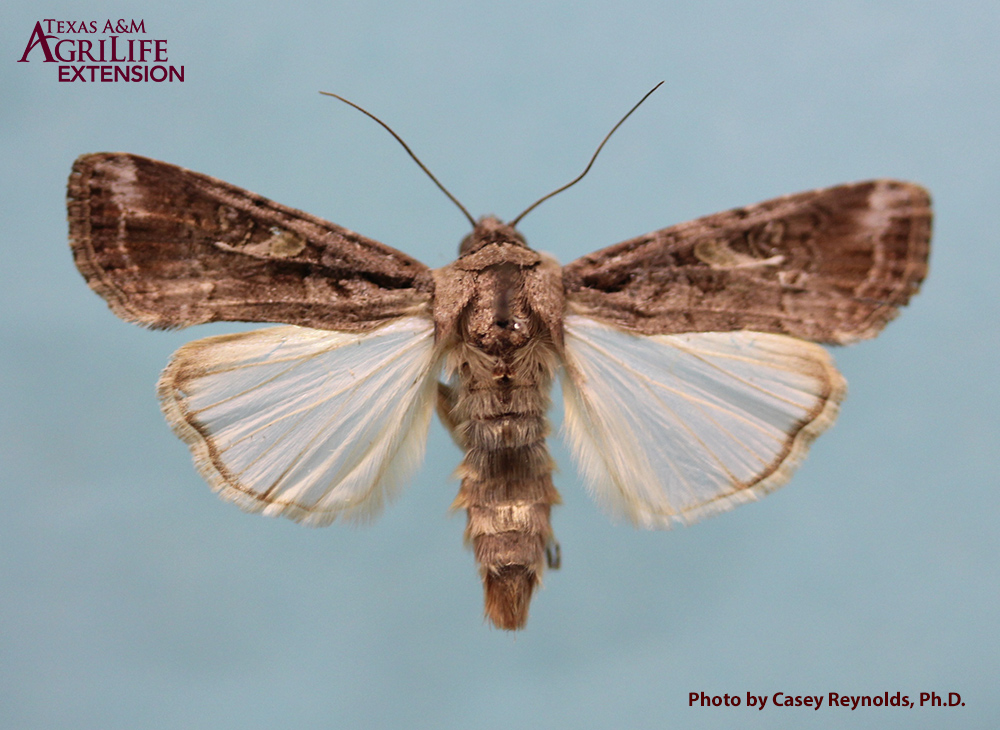 TEXAS A&M
AGRILIFE
EXTENSION
Photo by Casey Reynolds, Ph.D.